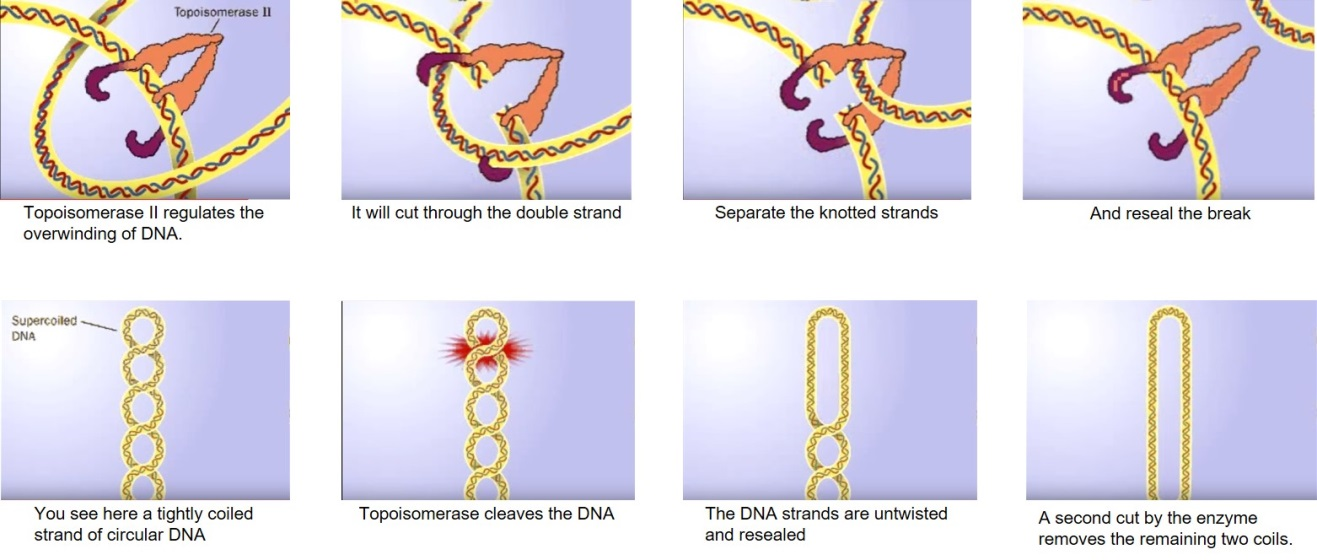 Topoisomerase II
Topoisomerase II regulates the
overwinding of DNA.
It will cut through the double strand
Separate the knotted strands
And reseal the break
Supercoiled
DNA
You see here a tightly coiled
strand of circular DNA
Topoisomerase cleaves the DNA
The DNA strands are untwisted
and resealed
A second cut by the enzyme
removes the remaining two coils.